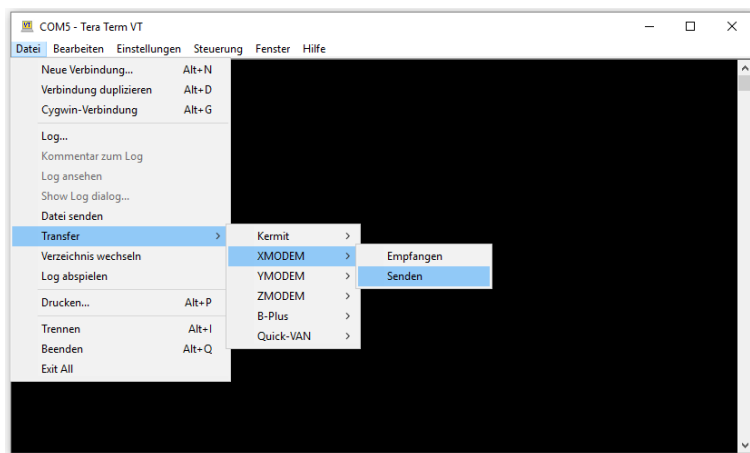 COM5 - Tera Term VT
Datei Bearbeiten Einstellungen Steuerung Fenster Hilfe
Neue Verbindung... Alt+N
Verbindung duplizieren Alt+D
Cygwin-Verbindung Alt+G
Log...
Kommentar zum Log
Log ansehen
Show Log dialog...
Datei senden
Transfer
Verzeichnis wechseln
Log abspielen
Drucken... Alt+P
Trennen Alt+I
Beenden Alt+Q
Exit All
Kermit
XMODEM
YMODEM
ZMODEM
B-Plus
Quick-VAN
Empfangen
Senden